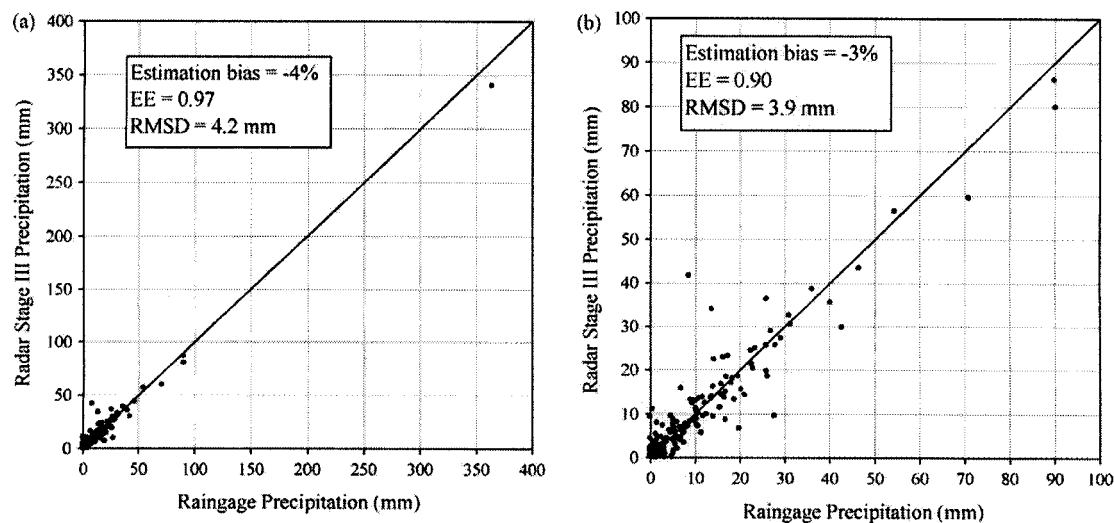 (a)
400
350
300
250
200
150
100
50
0
Radar Stage III Precipitation (mm)
Estimation bias = -4%
EE = 0.97
RMSD = 4.2 mm
0 50 100 150 200 250 300 350 400
Raingage Precipitation (mm)
(b)
100
90
80
70
60
50
40
30
20
10
0
Radar Stage III Precipitation (mm)
Estimation bias = -3%
EE = 0.90
RMSD = 3.9 mm
0 10 20 30 40 50 60 70 80 90 100
Raingage Precipitation (mm)